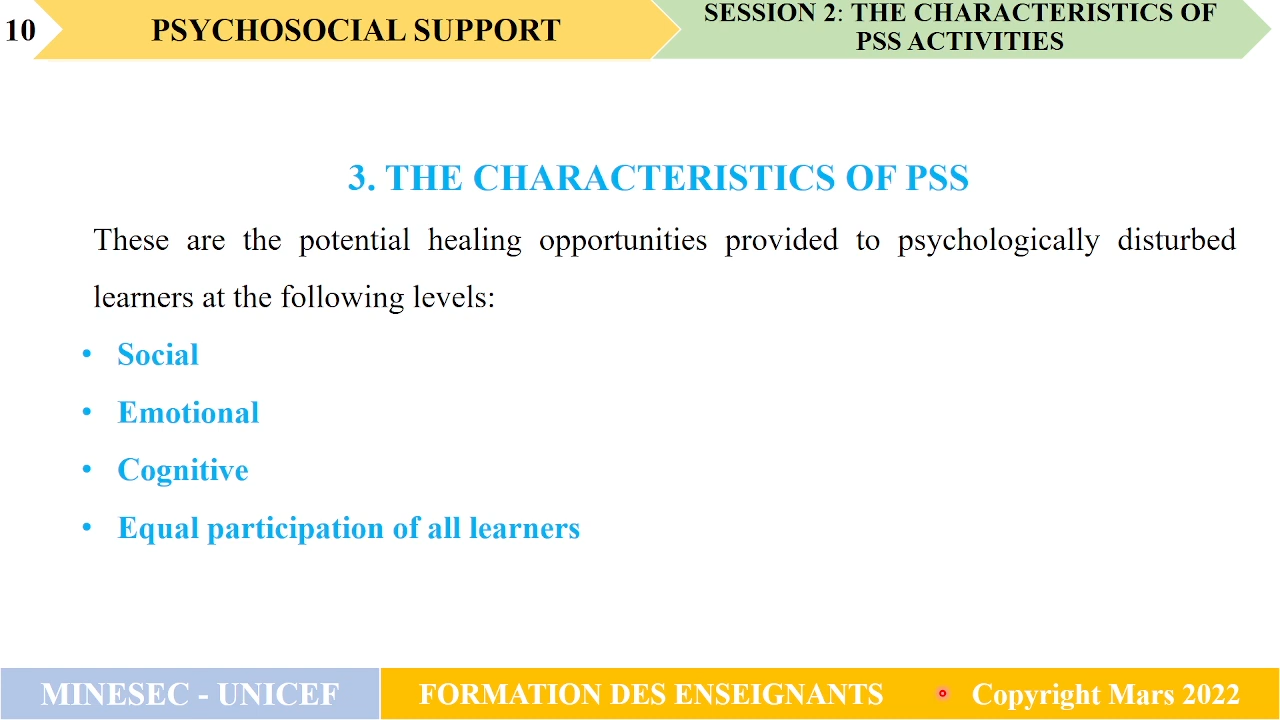 10
PSYCHOSOCIAL SUPPORT
SESSION 2: THE CHARACTERISTICS OF
PSS ACTIVITIES
3. THE CHARACTERISTICS OF PSS
These are the potential healing opportunities provided to psychologically disturbed
learners at the following levels:
• Social
• Emotional
• Cognitive
• Equal participation of all learners
MINESEC - UNICEF
FORMATION DES ENSEIGNANTS
Copyright Mars 2022